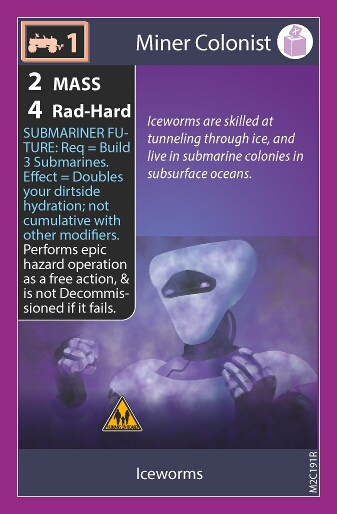 1
Miner Colonist
2 MASS
4 Rad-Hard
SUBMARINER FU-
TURE: Req = Build
3 Submarines.
Effect = Doubles
your dirtside
hydration; not
cumulative with
other modifiers.
Performs epic
hazard operation
as a free action, &
is not Decommis-
sioned if it fails.
Iceworms are skilled at
tunneling through ice, and
live in submarine colonies in
subsurface oceans.
Iceworms
M2C191R